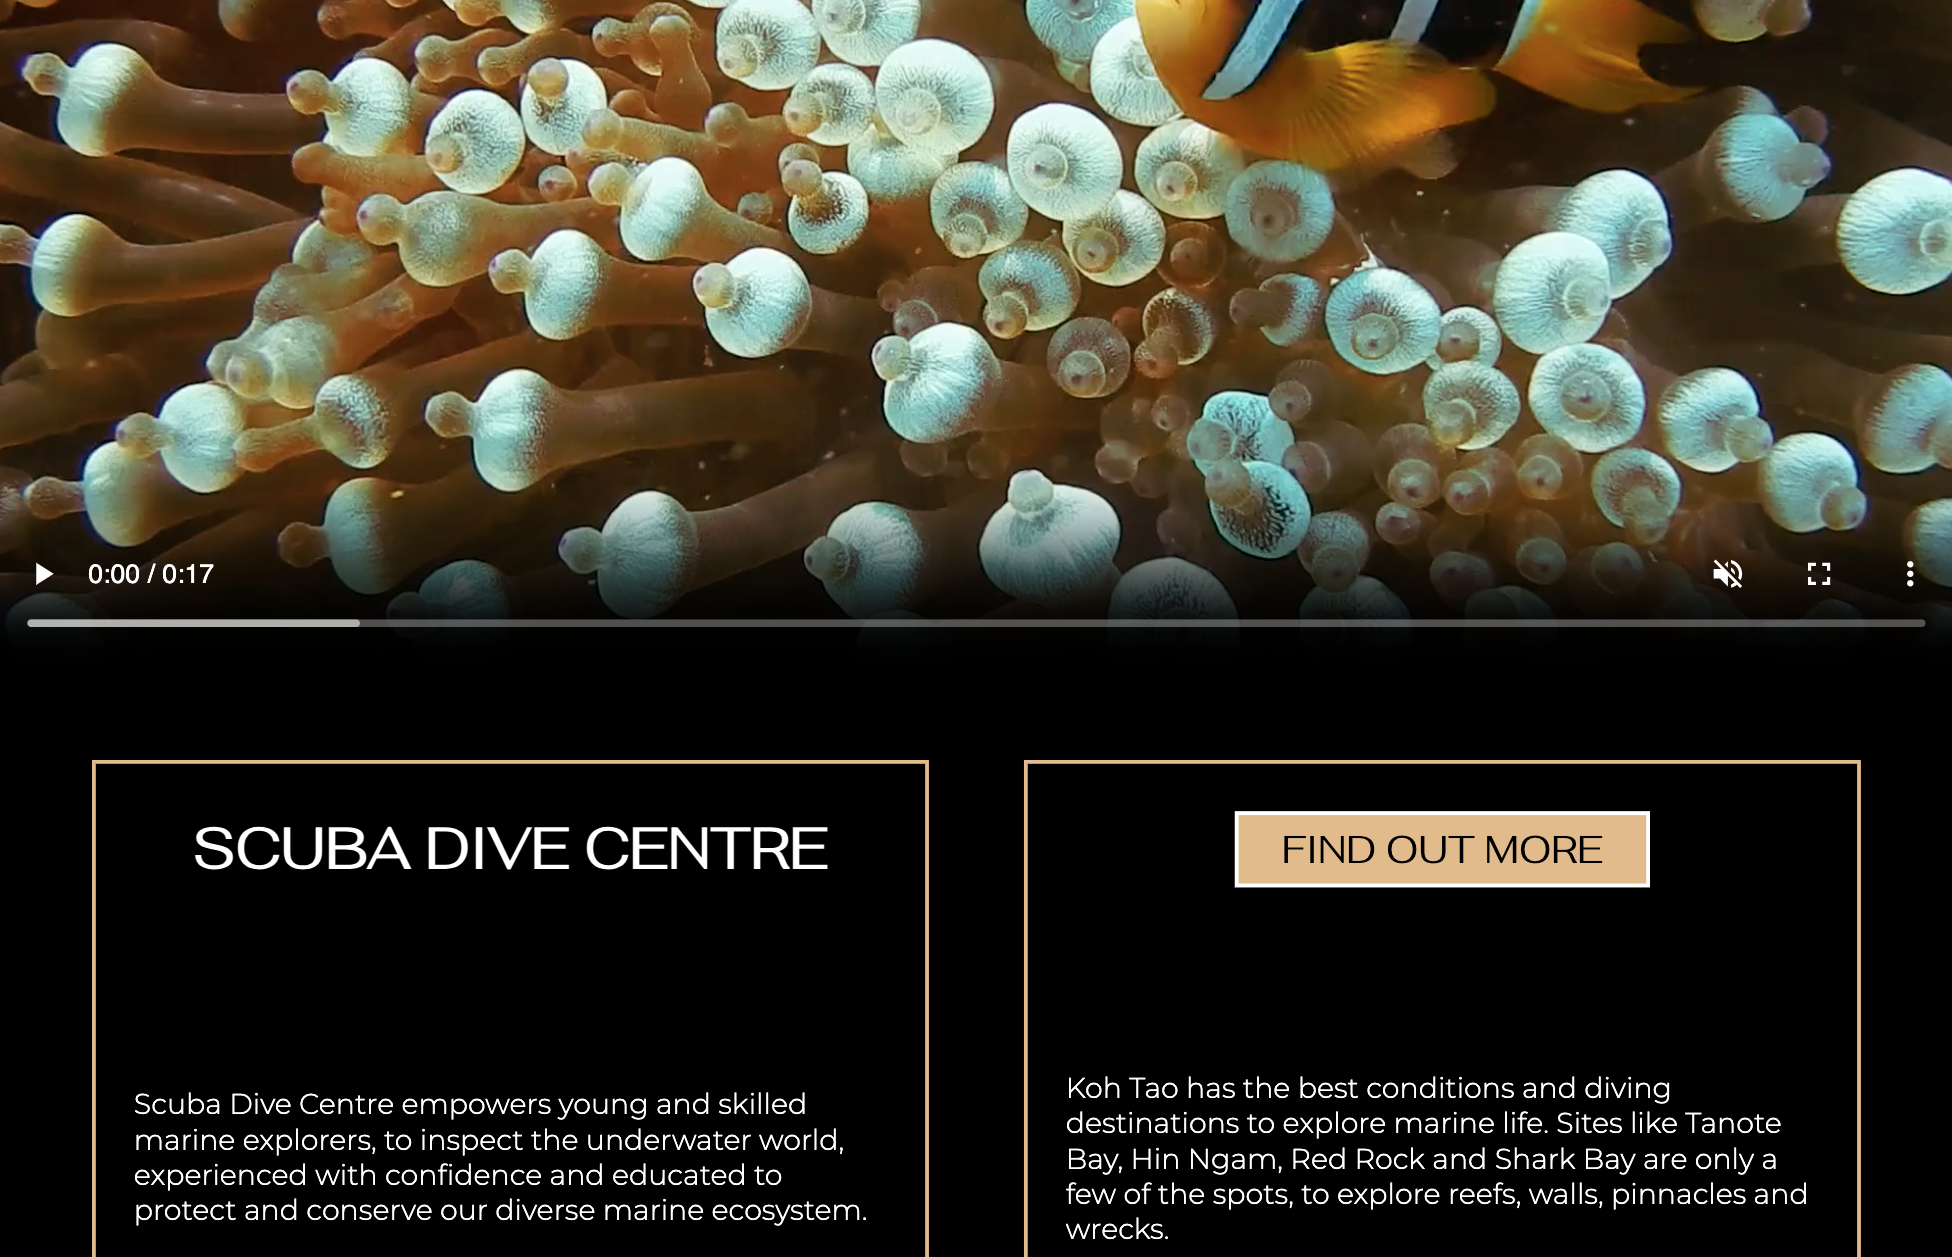 0:00 / 0:17
SCUBA DIVE CENTRE
Scuba Dive Centre empowers young and skilled
marine explorers, to inspect the underwater world,
experienced with confidence and educated to
protect and conserve our diverse marine ecosystem.
FIND OUT MORE
Koh Tao has the best conditions and diving
destinations to explore marine life. Sites like Tanote
Bay, Hin Ngam, Red Rock and Shark Bay are only a
few of the spots, to explore reefs, walls, pinnacles and
wrecks.